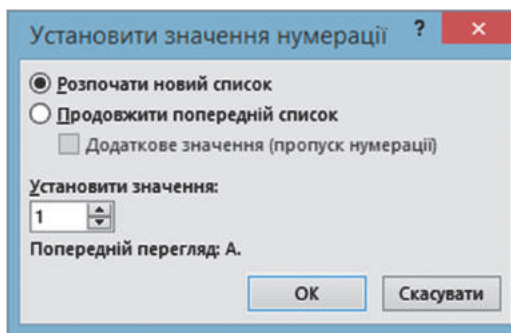 Установити значення нумерації ? ×
Розпочати новий список
Продовжити попередній список
Додаткове значення (пропуск нумерації)
Установити значення:
1
Попередній перегляд: A.
ОК Скасувати